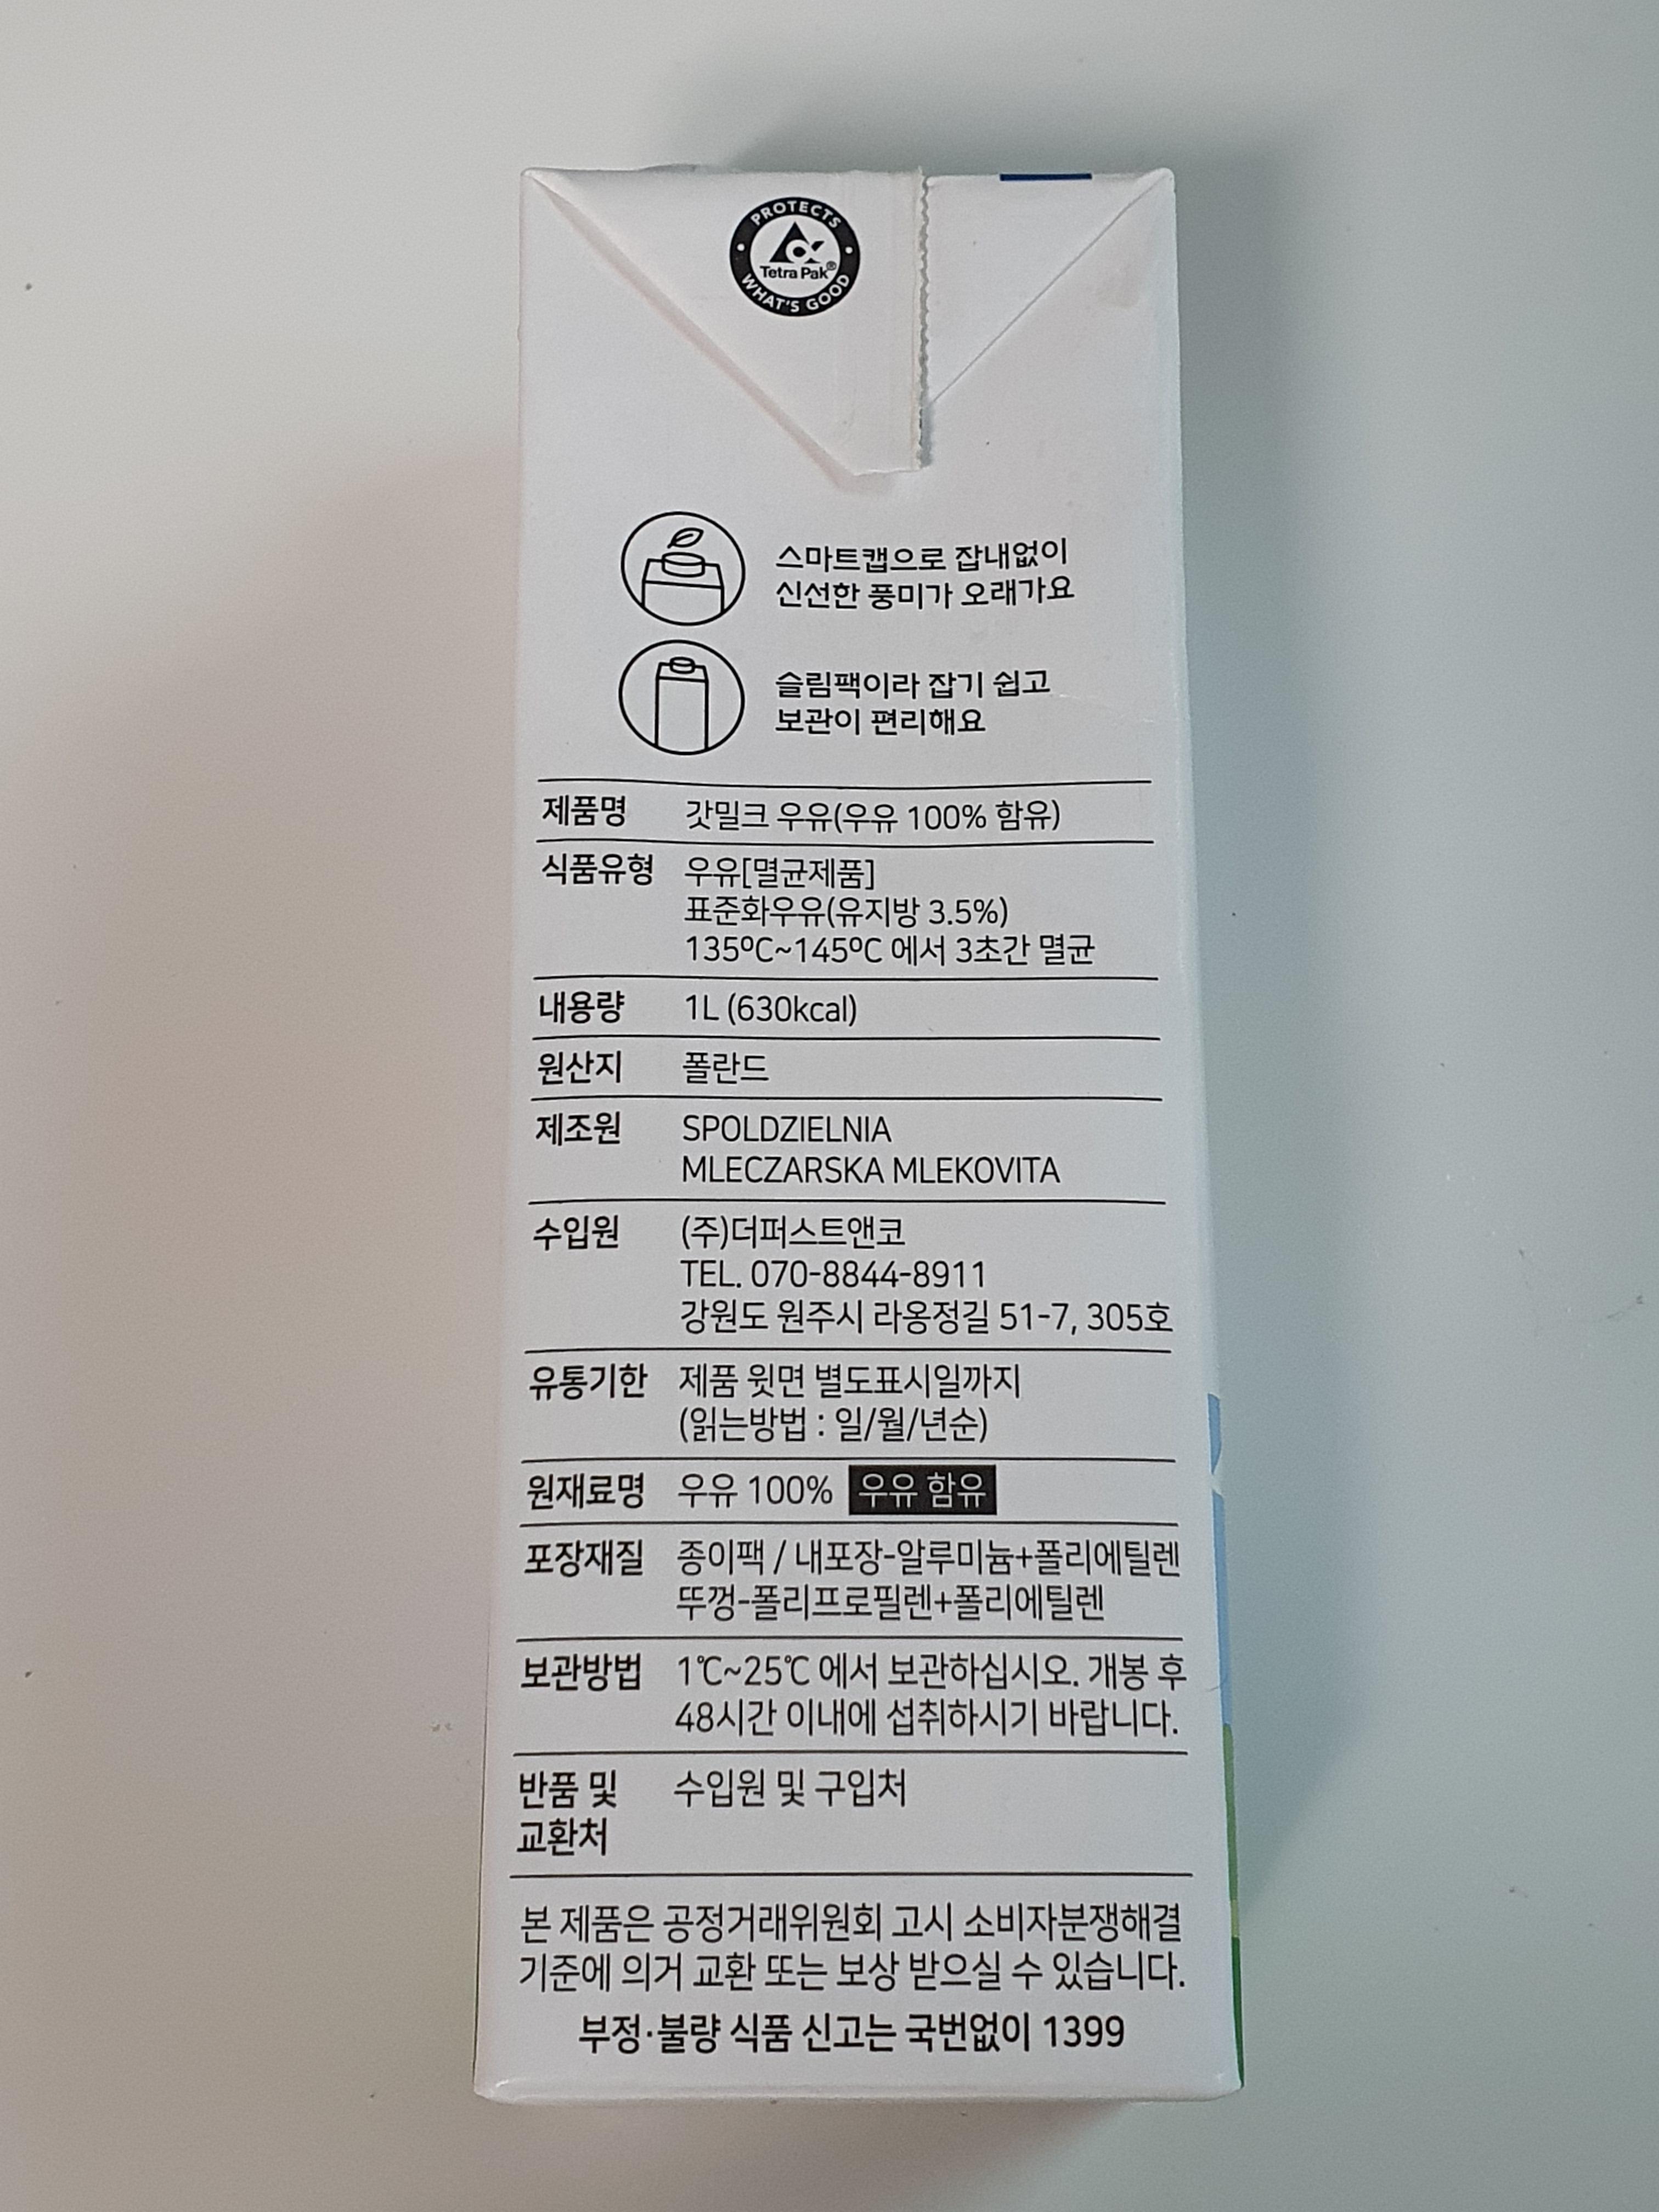 PROTECTS
Tetra Pak®
WHAT'S GOOD
스마트캡으로 잡내없이
신선한 풍미가 오래가요
슬림팩이라 잡기 쉽고
보관이 편리해요
제품명 갓밀크 우유(우유 100% 함유)
식품유형 우유[멸균제품]
표준화우유(유지방 3.5%)
135ºC~145ºC 에서 3초간 멸균
내용량 1L (630kcal)
원산지 폴란드
제조원 SPOLDZIELNIA
MLECZARSKA MLEKOVITA
수입원 (주)더퍼스트앤코
TEL. 070-8844-8911
강원도 원주시 라옹정길 51-7, 305호
유통기한 제품 윗면 별도표시일까지
(읽는방법 : 일/월/년순)
원재료명 우유 100% 우유 함유
포장재질 종이팩 / 내포장-알루미늄+폴리에틸렌
뚜껑-폴리프로필렌+폴리에틸렌
보관방법 1℃~25℃ 에서 보관하십시오. 개봉 후
48시간 이내에 섭취하시기 바랍니다.
반품 및 수입원 및 구입처
교환처
본 제품은 공정거래위원회 고시 소비자분쟁해결
기준에 의거 교환 또는 보상 받으실 수 있습니다.
부정·불량 식품 신고는 국번없이 1399